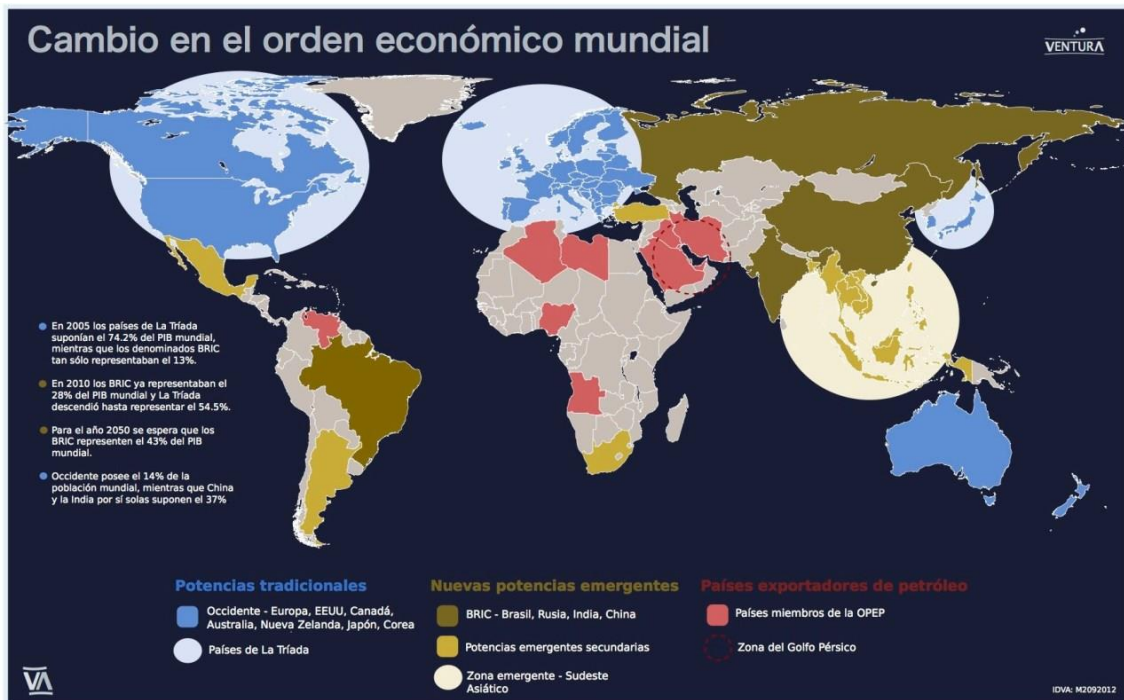 Cambio en el orden económico mundial
VENTURA
En 2005 los países de La Tríada
suponían el 74.2% del PIB mundial,
mientras que los denominados BRIC
tan sólo representaban el 13%.
En 2010 los BRIC ya representaban el
28% del PIB mundial y La Tríada
descendió hasta representar el 54.5%.
Para el año 2050 se espera que los
BRIC representen el 43% del PIB
mundial.
Occidente posee el 14% de la
población mundial, mientras que China
y la India por sí solas suponen el 37%
Potencias tradicionales
Occidente - Europa, EEUU, Canadá,
Australia, Nueva Zelanda, Japón, Corea
Países de La Tríada
Nuevas potencias emergentes
BRIC - Brasil, Rusia, India, China
Potencias emergentes secundarias
Zona emergente - Sudeste
Asiático
Países exportadores de petróleo
Países miembros de la OPEP
Zona del Golfo Pérsico
VA
IDVA: M2092012